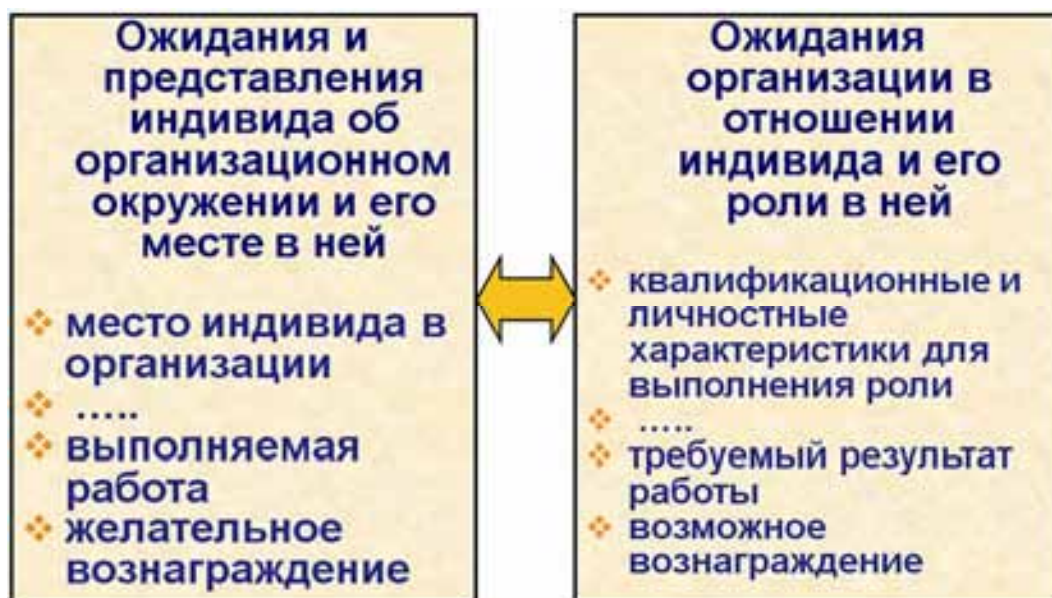 Ожидания и
представления
индивида об
организационном
окружении и его
месте в ней
❖ место индивида в
организации
❖ .....
❖ выполняемая
работа
❖ желательное
вознаграждение
Ожидания
организации в
отношении
индивида и его
роли в ней
❖ квалификационные и
личностные
характеристики для
выполнения роли
❖ .....
❖ требуемый результат
работы
❖ возможное
вознаграждение